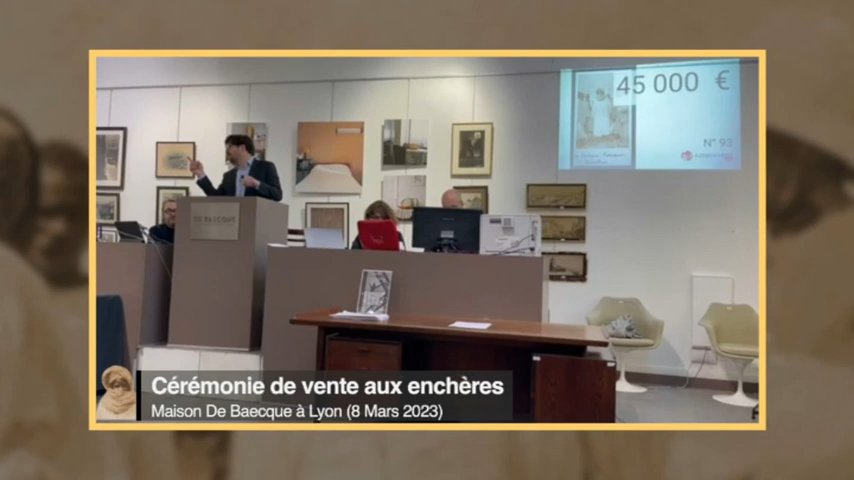 45 000 €
N° 93
DE BAECQUE
Cérémonie de vente aux enchères
Maison De Baecque à Lyon (8 Mars 2023)